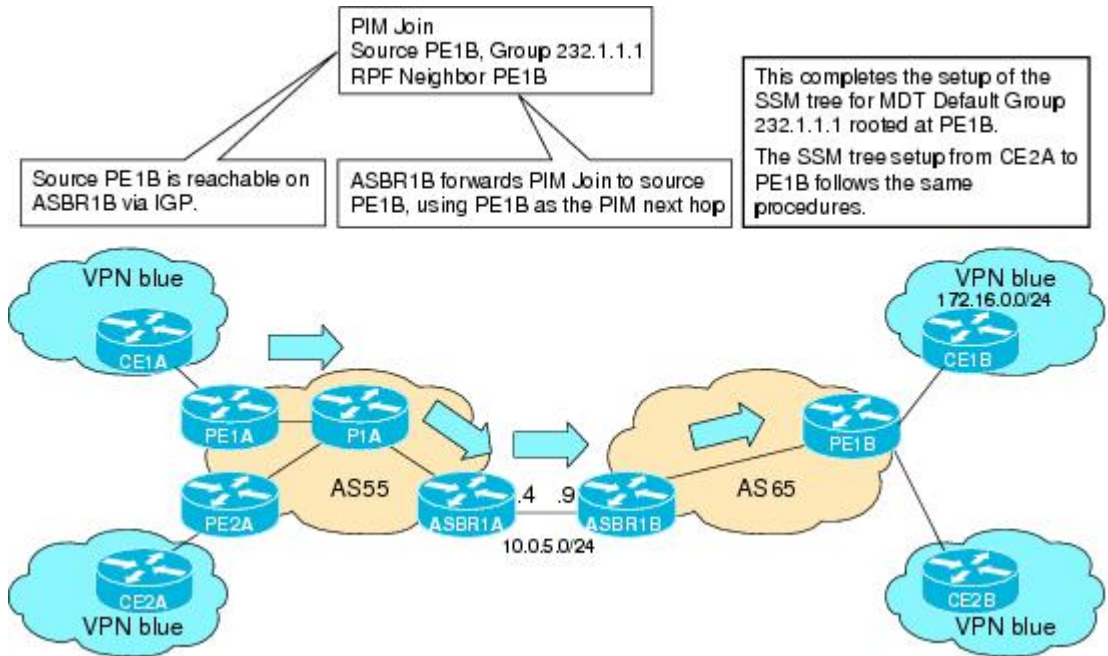 PIM Join
Source PE1B, Group 232.1.1.1
RPF Neighbor PE1B
This completes the setup of the
SSM tree for MDT Default Group
232.1.1.1 rooted at PE1B.
The SSM tree setup from CE2A to
PE1B follows the same
procedures.
Source PE1B is reachable on
ASBR1B via IGP.
ASBR1B forwards PIM Join to source
PE1B, using PE1B as the PIM next hop
VPN blue
CE1A
VPN blue
172.16.0.0/24
CE1B
PE1A
P1A
PE1B
PE2A
AS55
ASBR1A
.4
.9
ASBR1B
AS65
10.0.5.0/24
CE2A
VPN blue
CE2B
VPN blue